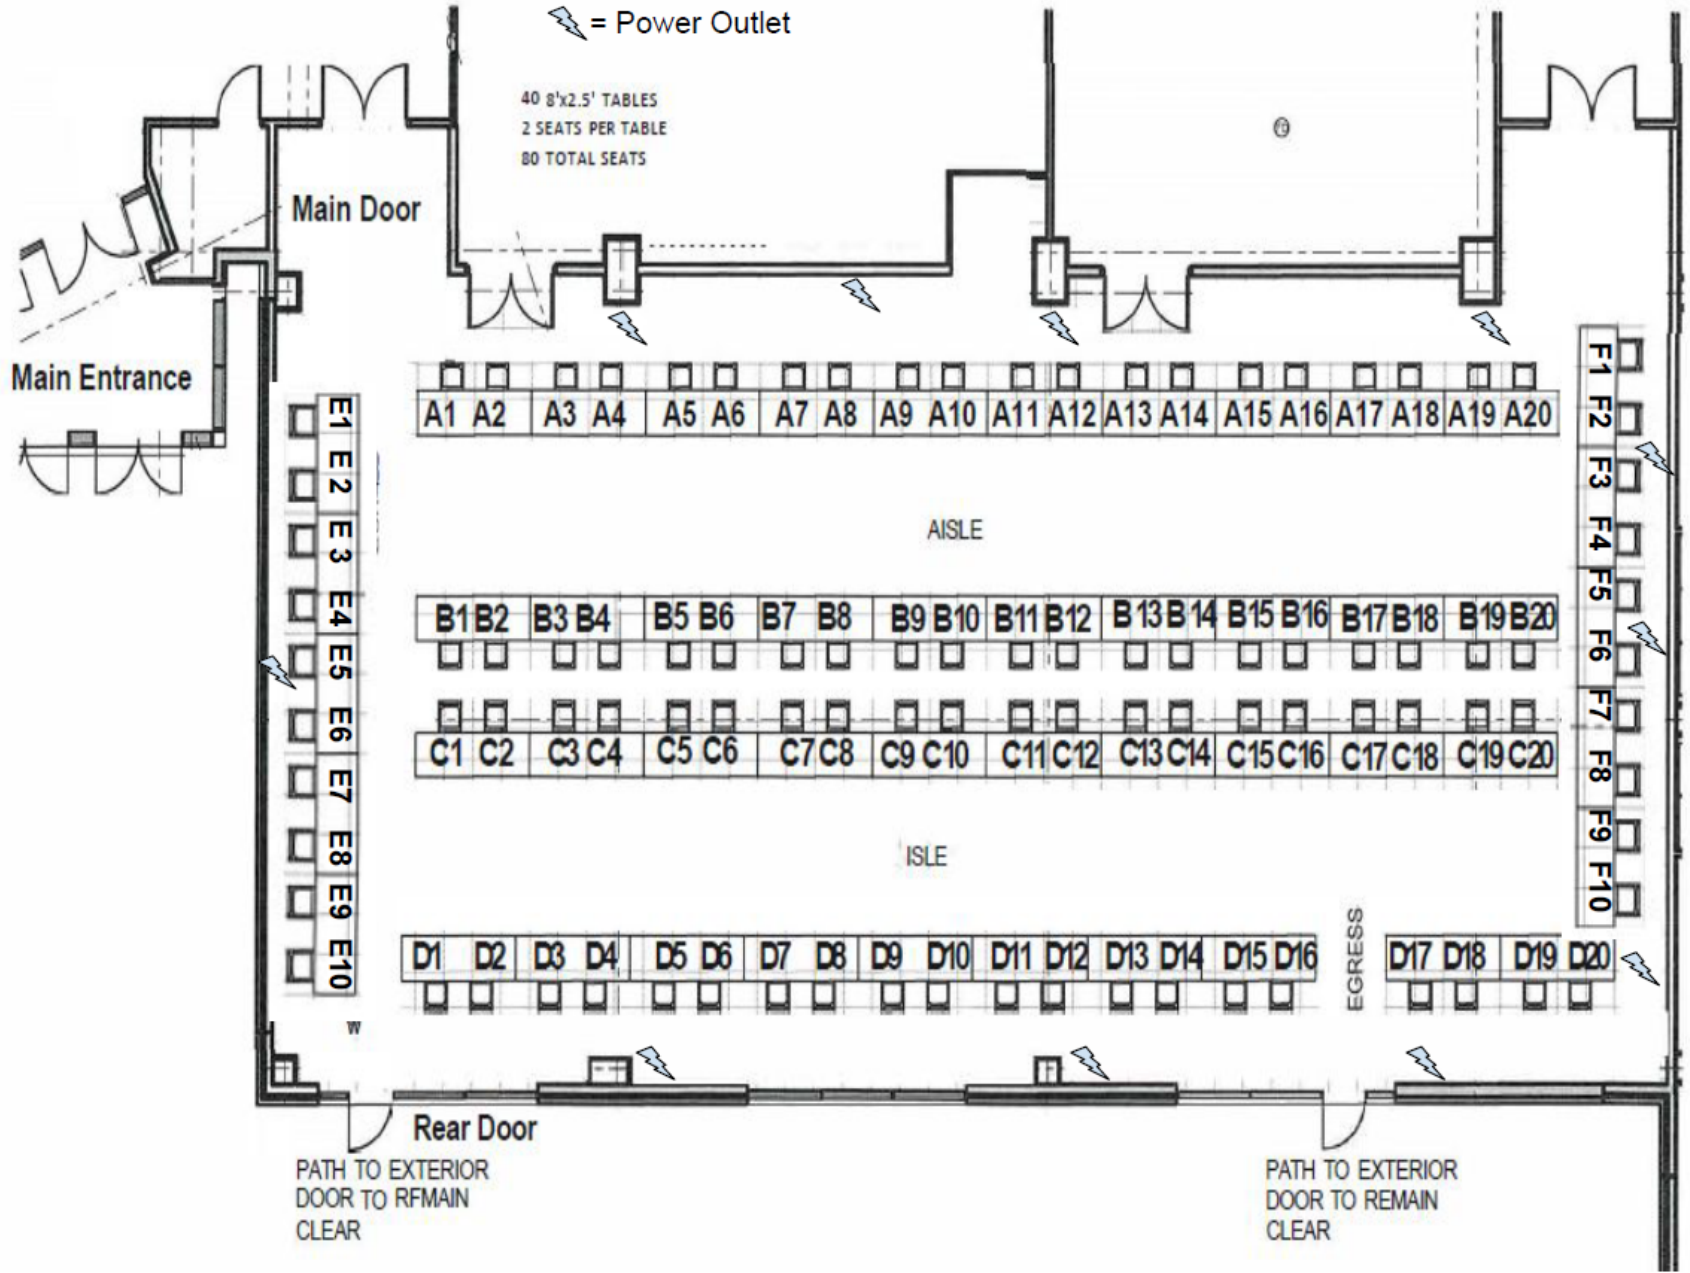 = Power Outlet
40 8'x2.5' TABLES
2 SEATS PER TABLE
80 TOTAL SEATS
Main Door
Main Entrance
A1 A2 A3 A4 A5 A6 A7 A8 A9 A10 A11 A12 A13 A14 A15 A16 A17 A18 A19 A20
AISLE
B1 B2 B3 B4 B5 B6 B7 B8 B9 B10 B11 B12 B13 B14 B15 B16 B17 B18 B19 B20
C1 C2 C3 C4 C5 C6 C7 C8 C9 C10 C11 C12 C13 C14 C15 C16 C17 C18 C19 C20
ISLE
D1 D2 D3 D4 D5 D6 D7 D8 D9 D10 D11 D12 D13 D14 D15 D16
EGRESS
D17 D18 D19 D20
E1
E 2
E 3
E4
E5
E6
E7
E8
E9
E10
F1
F2
F3
F4
F5
F6
F7
F8
F9
F10
W
Rear Door
PATH TO EXTERIOR
DOOR TO RFMAIN
CLEAR
PATH TO EXTERIOR
DOOR TO REMAIN
CLEAR